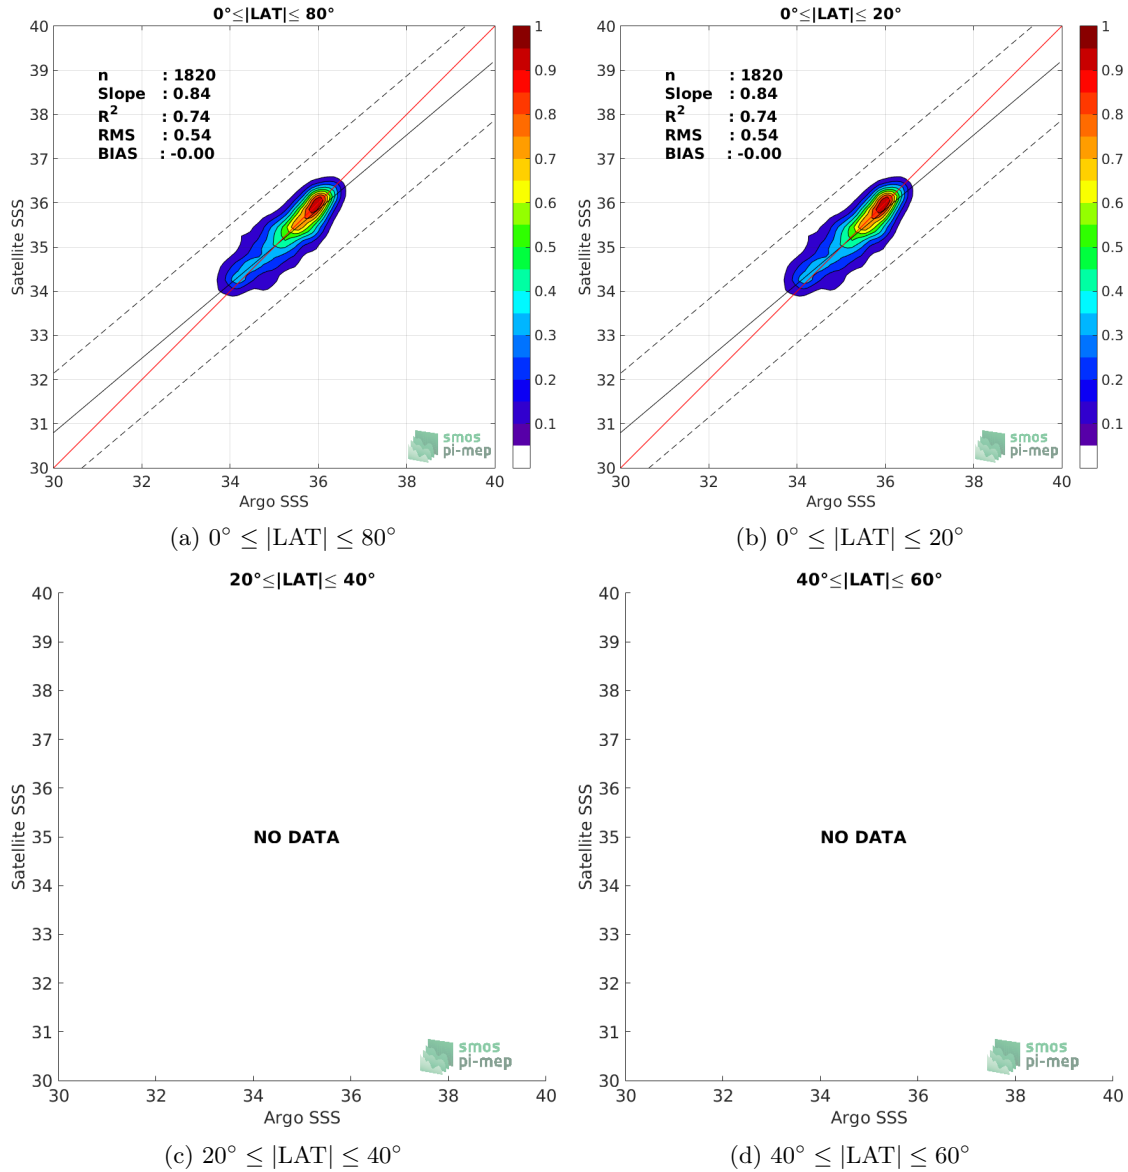 0°≤|LAT|≤ 80°
n : 1820
Slope : 0.84
R² : 0.74
RMS : 0.54
BIAS : -0.00
40
39
38
37
36
35
34
33
32
31
30
Satellite SSS
30 32 34 36 38 40
Argo SSS
1
0.9
0.8
0.7
0.6
0.5
0.4
0.3
0.2
0.1
smos
pi-mep
(a) 0° ≤ |LAT| ≤ 80°
0°≤|LAT|≤ 20°
n : 1820
Slope : 0.84
R² : 0.74
RMS : 0.54
BIAS : -0.00
40
39
38
37
36
35
34
33
32
31
30
Satellite SSS
30 32 34 36 38 40
Argo SSS
1
0.9
0.8
0.7
0.6
0.5
0.4
0.3
0.2
0.1
smos
pi-mep
(b) 0° ≤ |LAT| ≤ 20°
20°≤|LAT|≤ 40°
40
39
38
37
36
35
34
33
32
31
30
Satellite SSS
NO DATA
30 32 34 36 38 40
Argo SSS
smos
pi-mep
(c) 20° ≤ |LAT| ≤ 40°
40°≤|LAT|≤ 60°
40
39
38
37
36
35
34
33
32
31
30
Satellite SSS
NO DATA
30 32 34 36 38 40
Argo SSS
smos
pi-mep
(d) 40° ≤ |LAT| ≤ 60°